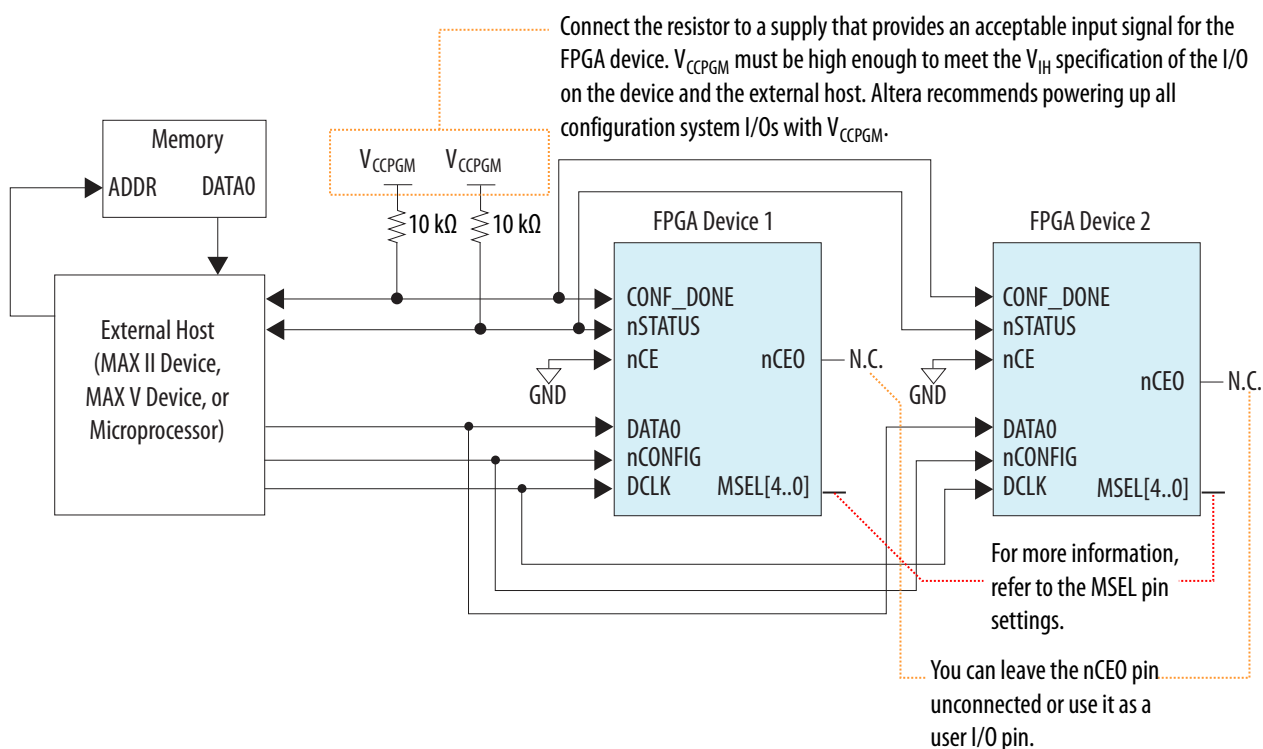 Connect the resistor to a supply that provides an acceptable input signal for the
FPGA device. VCCPGM must be high enough to meet the VIH specification of the I/O
on the device and the external host. Altera recommends powering up all
configuration system I/Os with VCCPGM.
Memory
ADDR DATA0
VCCPGM VCCPGM
10 kΩ 10 kΩ
External Host
(MAX II Device,
MAX V Device, or
Microprocessor)
FPGA Device 1
CONF_DONE
nSTATUS
nCE nCEO N.C.
GND
DATA0
nCONFIG
DCLK MSEL[4..0]
FPGA Device 2
CONF_DONE
nSTATUS
nCE
nCEO N.C.
GND
DATA0
nCONFIG
DCLK MSEL[4..0]
For more information,
refer to the MSEL pin
settings.
You can leave the nCEO pin
unconnected or use it as a
user I/O pin.